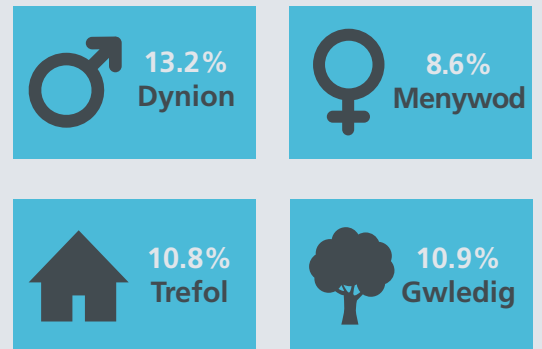 13.2%
Dynion
8.6%
Menywod
10.8%
Trefol
10.9%
Gwledig